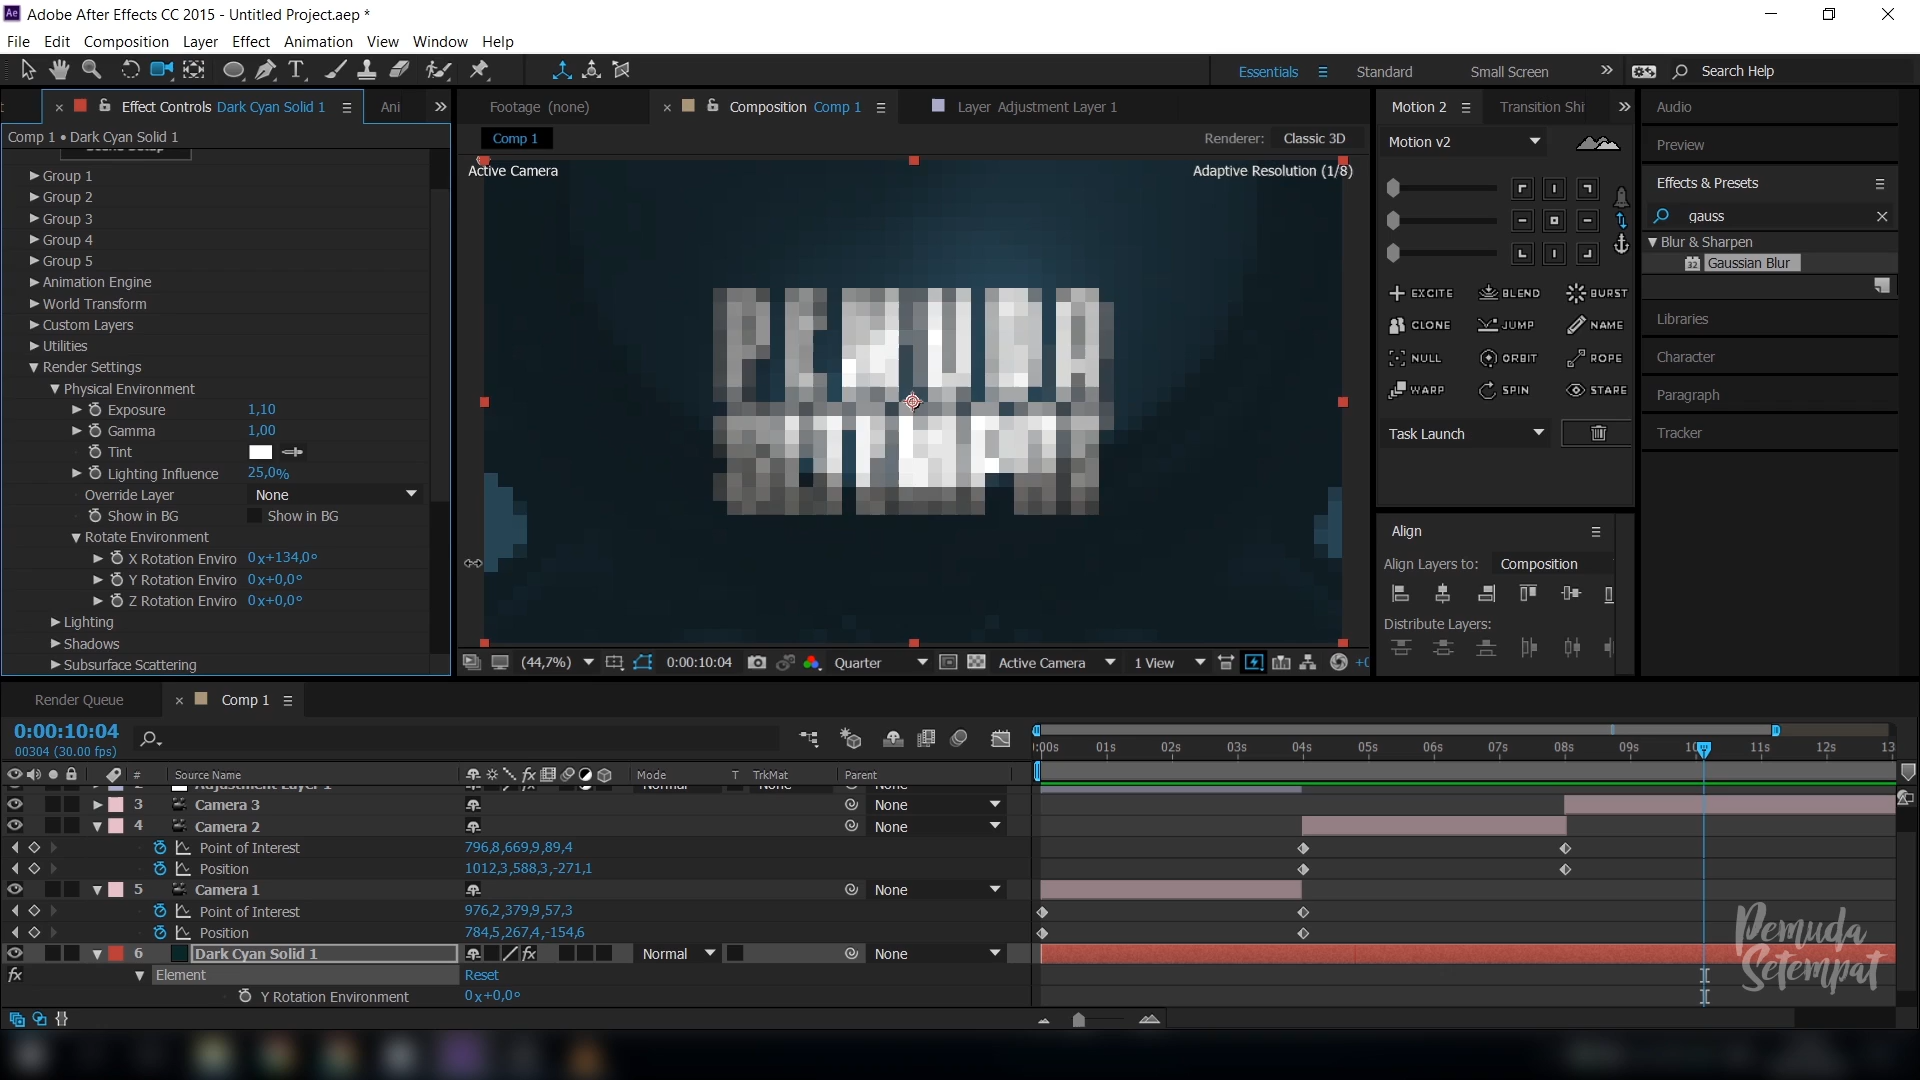 Adobe After Effects CC 2015 - Untitled Project.aep *
File Edit Composition Layer Effect Animation View Window Help
Essentials Standard Small Screen Search Help
Effect Controls Dark Cyan Solid 1 Ani
Comp 1 • Dark Cyan Solid 1
Group 1
Group 2
Group 3
Group 4
Group 5
Animation Engine
World Transform
Custom Layers
Utilities
Render Settings
Physical Environment
Exposure 1,10
Gamma 1,00
Tint
Lighting Influence 25,0%
Override Layer None
Show in BG Show in BG
Rotate Environment
X Rotation Enviro 0x+134,0°
Y Rotation Enviro 0x+0,0°
Z Rotation Enviro 0x+0,0°
Lighting
Shadows
Subsurface Scattering
Footage (none) Composition Comp 1 Layer Adjustment Layer 1
Comp 1 Renderer: Classic 3D
Active Camera Adaptive Resolution (1/8)
(44,7%) 0:00:10:04 Quarter Active Camera 1 View
Motion 2 Transition Shi
Motion v2
EXCITE BLEND BURST
CLONE JUMP NAME
NULL ORBIT ROPE
WARP SPIN STARE
Task Launch
Align
Align Layers to: Composition
Distribute Layers:
Audio
Preview
Effects & Presets
gauss
Blur & Sharpen
32 Gaussian Blur
Libraries
Character
Paragraph
Tracker
Render Queue Comp 1
0:00:10:04
00304 (30.00 fps)
:00s 01s 02s 03s 04s 05s 06s 07s 08s 09s 11s 12s 13
# Source Name Mode T TrkMat Parent
3 Camera 3 None
4 Camera 2 None
Point of Interest 796,8,669,9,89,4
Position 1012,3,588,3,-271,1
5 Camera 1 None
Point of Interest 976,2,379,9,57,3
Position 784,5,267,4,-154,6
6 Dark Cyan Solid 1 Normal None
fx Element Reset
Y Rotation Environment 0x+0,0°
Pemuda
Setempat